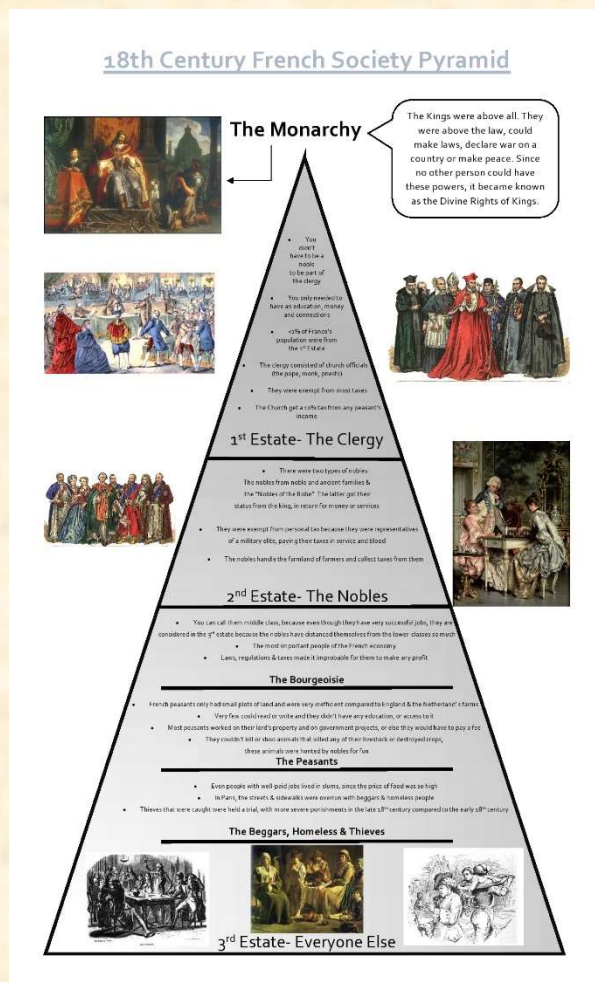 18th Century French Society Pyramid
The Monarchy
The Kings were above all. They
were above the law, could
make laws, declare war on a
country or make peace. Since
no other person could have
these powers, it became known
as the Divine Rights of Kings.
• You
didn't
have to be a
noble
to be part of
the clergy
• You only needed to
have an education, money
and connections
• <1% of France's
population were from
the 1st Estate
• The clergy consisted of church officials
(the pope, monk, priests)
• They were exempt from most taxes
• The Church got a 10% tax from any peasant's
income
1st Estate- The Clergy
• There were two types of nobles
The nobles from noble and ancient families &
the "Nobles of the Robe". The latter got their
status from the king, in return for money or services
• They were exempt from personal tax because they were representatives
of a military elite, paying their taxes in service and blood
• The nobles handle the farmland of farmers and collect taxes from them
2nd Estate- The Nobles
• You can call them middle class, because even though they have very successful jobs, they are
considered in the 3rd estate because the nobles have distanced themselves from the lower classes so much
• The most important people of the French economy
• Laws, regulations & taxes made it improbable for them to make any profit
The Bourgeoisie
• French peasants only had small plots of land and were very inefficient compared to England & the Netherland's farms
• Very few could read or write and they didn't have any education, or access to it
• Most peasants worked on their lord's property and on government projects, or else they would have to pay a fee
• They couldn't kill or shoo animals that killed any of their livestock or destroyed crops,
these animals were hunted by nobles for fun
The Peasants
• Even people with well-paid jobs lived in slums, since the price of food was so high
• In Paris, the streets & sidewalks were overrun with beggars & homeless people
• Thieves that were caught were held a trial, with more severe punishments in the late 18th century compared to the early 18th century
The Beggars, Homeless & Thieves
3rd Estate- Everyone Else